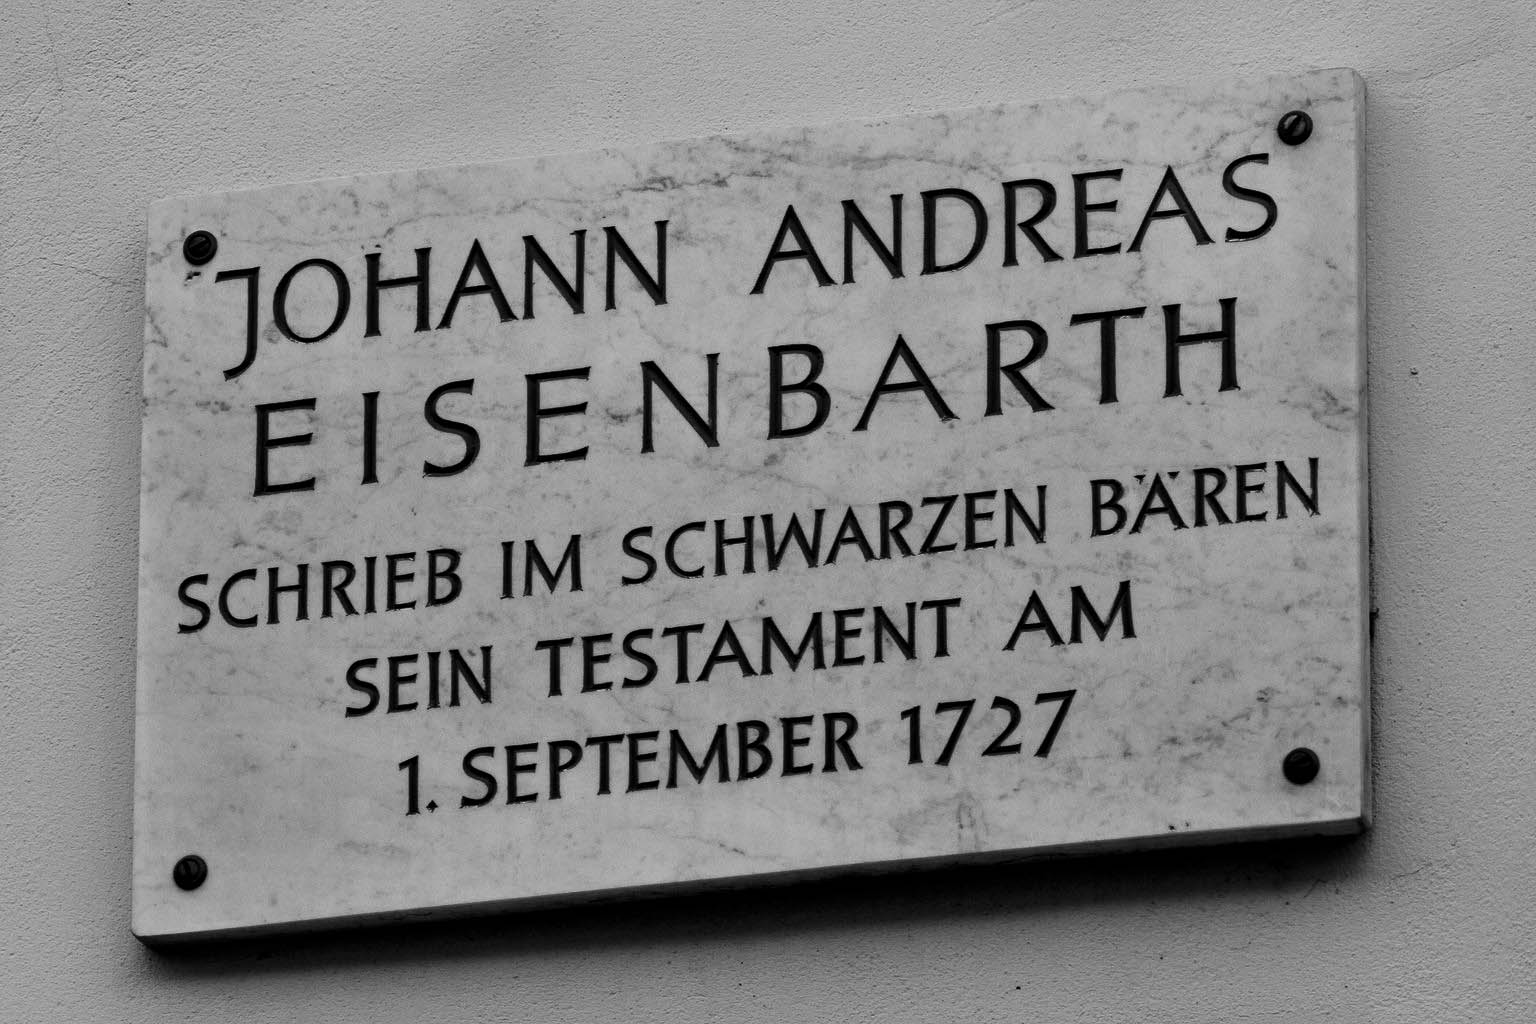 JOHANN ANDREAS
EISENBARTH
SCHRIEB IM SCHWARZEN BÄREN
SEIN TESTAMENT AM
1. SEPTEMBER 1727